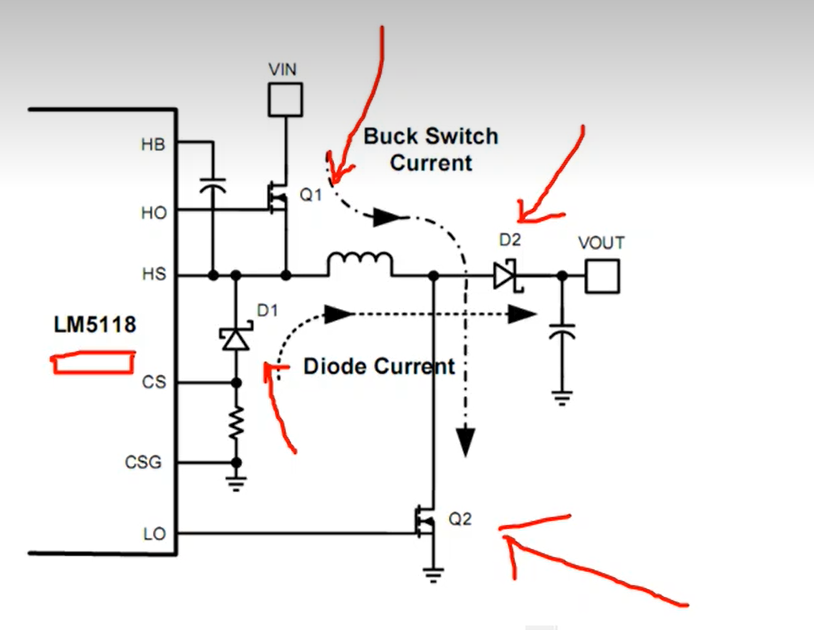 VIN
Buck Switch
Current
HB
Q1
HO
D2
VOUT
HS
D1
LM5118
Diode Current
CS
CSG
Q2
LO